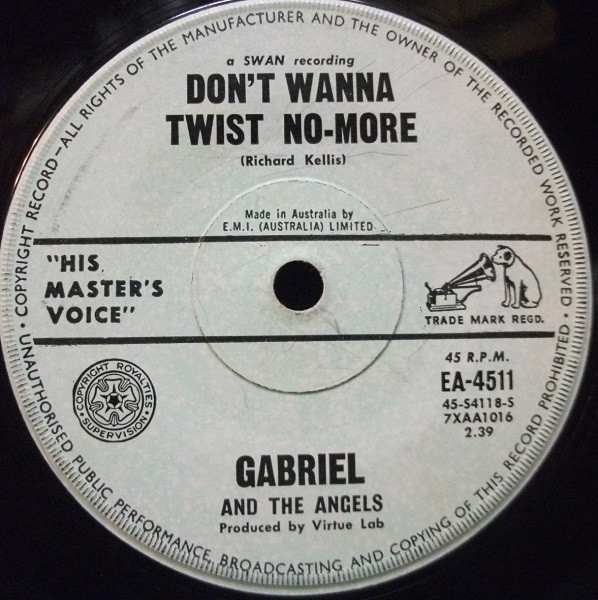 COPYRIGHT RECORD—ALL RIGHTS OF THE MANUFACTURER AND THE OWNER OF THE RECORDED WORK RESERVED •
UNAUTHORISED PUBLIC PERFORMANCE, BROADCASTING AND COPYING OF THIS RECORD PROHIBITED •
a SWAN recording
DON'T WANNA
TWIST NO-MORE
(Richard Kellis)
Made in Australia by
E.M.I. (AUSTRALIA) LIMITED
"HIS
MASTER'S
VOICE"
TRADE MARK REGD.
COPYRIGHT ROYALTIES
• SUPERVISION •
45 R.P.M.
EA-4511
45-S4118-S
7XAA1016
2.39
GABRIEL
AND THE ANGELS
Produced by Virtue Lab